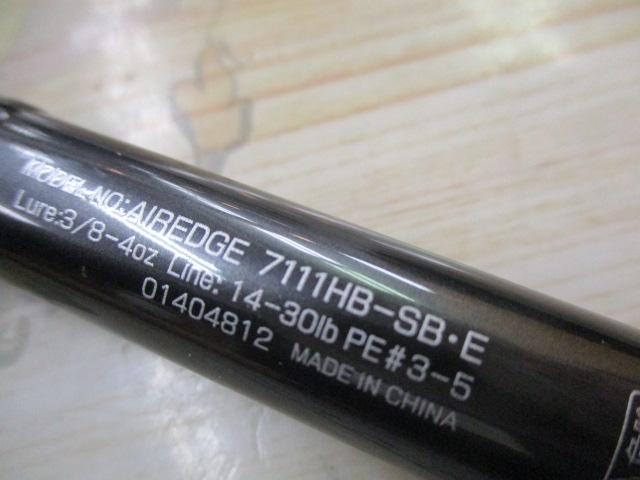 MODEL NO:AIREDGE 7111HB-SB·E
Lure:3/8-4oz Line: 14-30lb PE#3-5
01404812 MADE IN CHINA